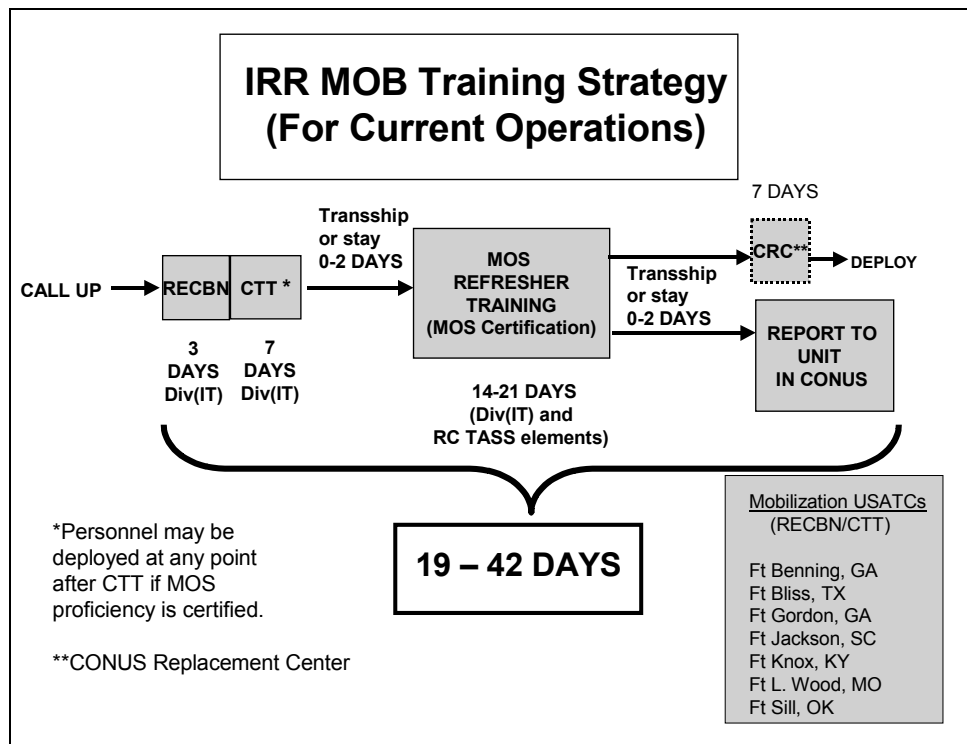 IRR MOB Training Strategy
(For Current Operations)
CALL UP
RECBN
CTT *
3
DAYS
Div(IT)
7
DAYS
Div(IT)
Transship
or stay
0-2 DAYS
MOS
REFRESHER
TRAINING
(MOS Certification)
14-21 DAYS
(Div(IT) and
RC TASS elements)
7 DAYS
CRC**
DEPLOY
Transship
or stay
0-2 DAYS
REPORT TO
UNIT
IN CONUS
19 – 42 DAYS
*Personnel may be
deployed at any point
after CTT if MOS
proficiency is certified.
**CONUS Replacement Center
Mobilization USATCs
(RECBN/CTT)
Ft Benning, GA
Ft Bliss, TX
Ft Gordon, GA
Ft Jackson, SC
Ft Knox, KY
Ft L. Wood, MO
Ft Sill, OK